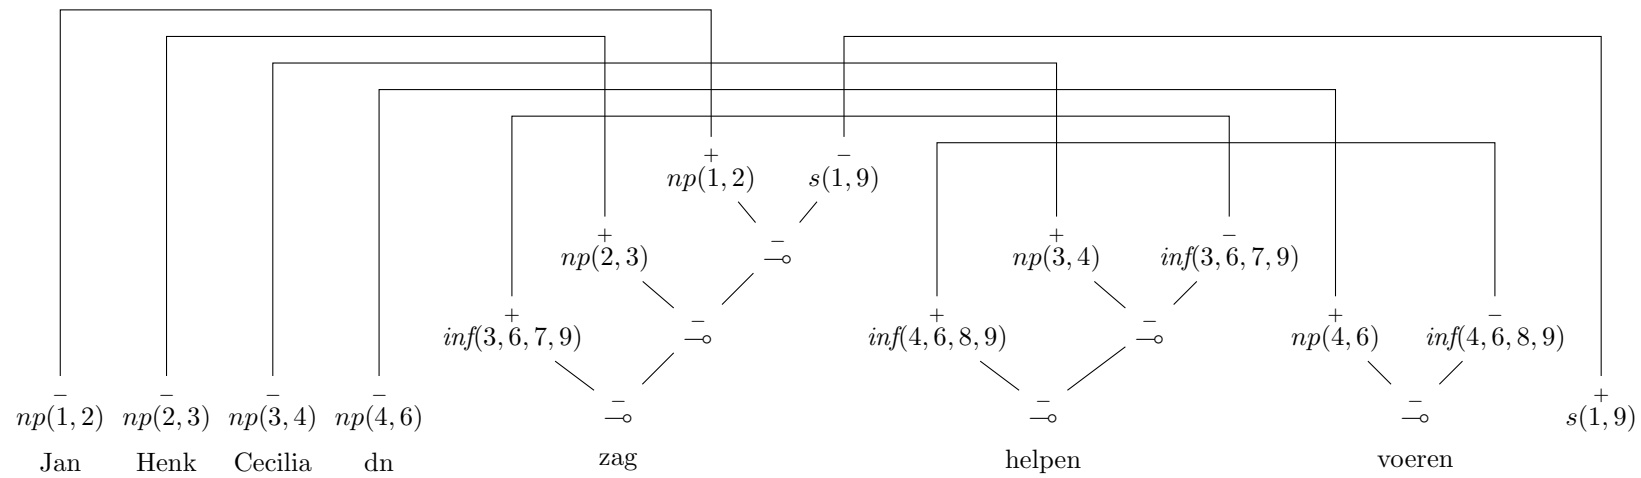 + −
np(1, 2) s(1, 9)
+ − + −
np(2, 3) ⊸ np(3, 4) inf(3, 6, 7, 9)
+ − + − + −
inf(3, 6, 7, 9) ⊸ inf(4, 6, 8, 9) ⊸ np(4, 6) inf(4, 6, 8, 9)
− − − − − − − +
np(1, 2) np(2, 3) np(3, 4) np(4, 6) ⊸ ⊸ ⊸ s(1, 9)
Jan Henk Cecilia dn zag helpen voeren